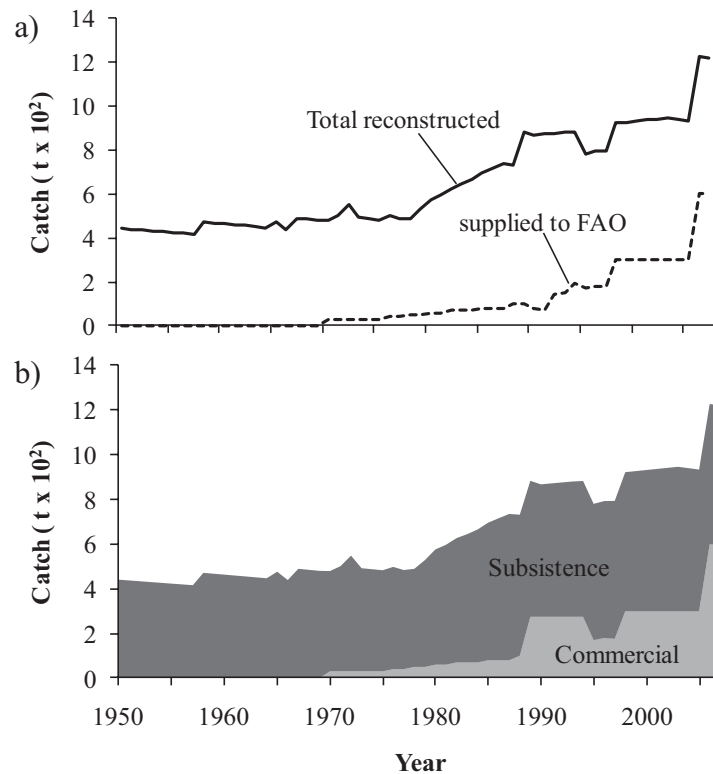 a)
14
12
10
8
6
4
2
0
Catch ( t x 10²)
Total reconstructed
supplied to FAO
b)
14
12
10
8
6
4
2
0
Catch ( t x 10²)
Subsistence
Commercial
1950 1960 1970 1980 1990 2000
Year